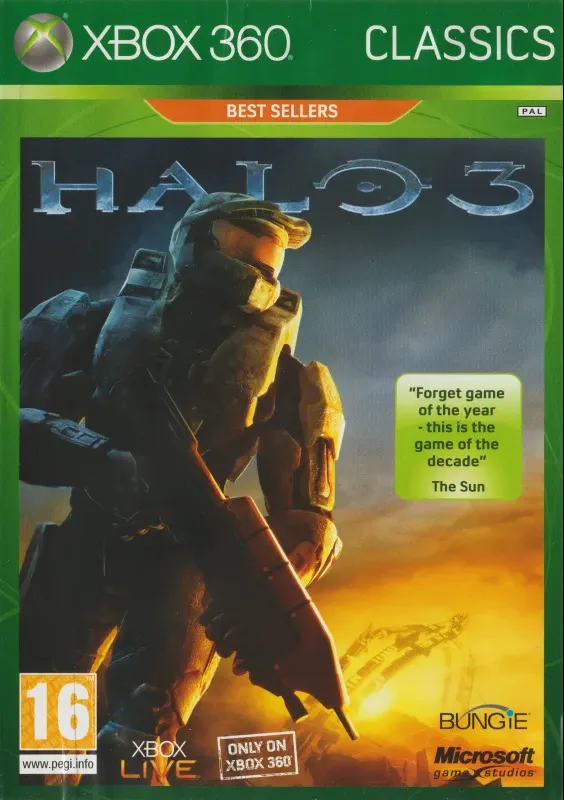 XBOX 360
CLASSICS
BEST SELLERS
PAL
HALO 3
"Forget game
of the year
- this is the
game of the
decade"
The Sun
16
www.pegi.info
XBOX
LIVE
ONLY ON
XBOX 360
BUNGiE
Microsoft
game studios